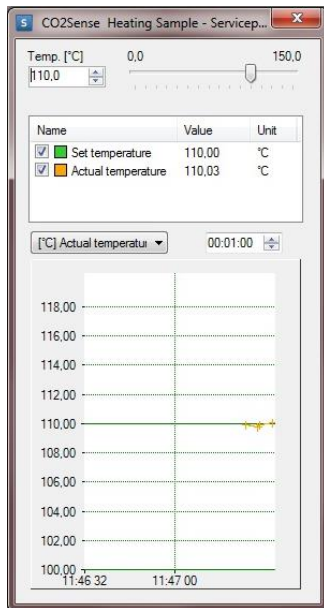 S CO2Sense Heating Sample - Servicep...
Temp. [°C] 0,0 150,0
110,0
Name Value Unit
Set temperature 110,00 °C
Actual temperature 110,03 °C
[°C] Actual temperatur 00:01:00
118,00
116,00
114,00
112,00
110,00
108,00
106,00
104,00
102,00
100,00
11:46 32 11:47 00